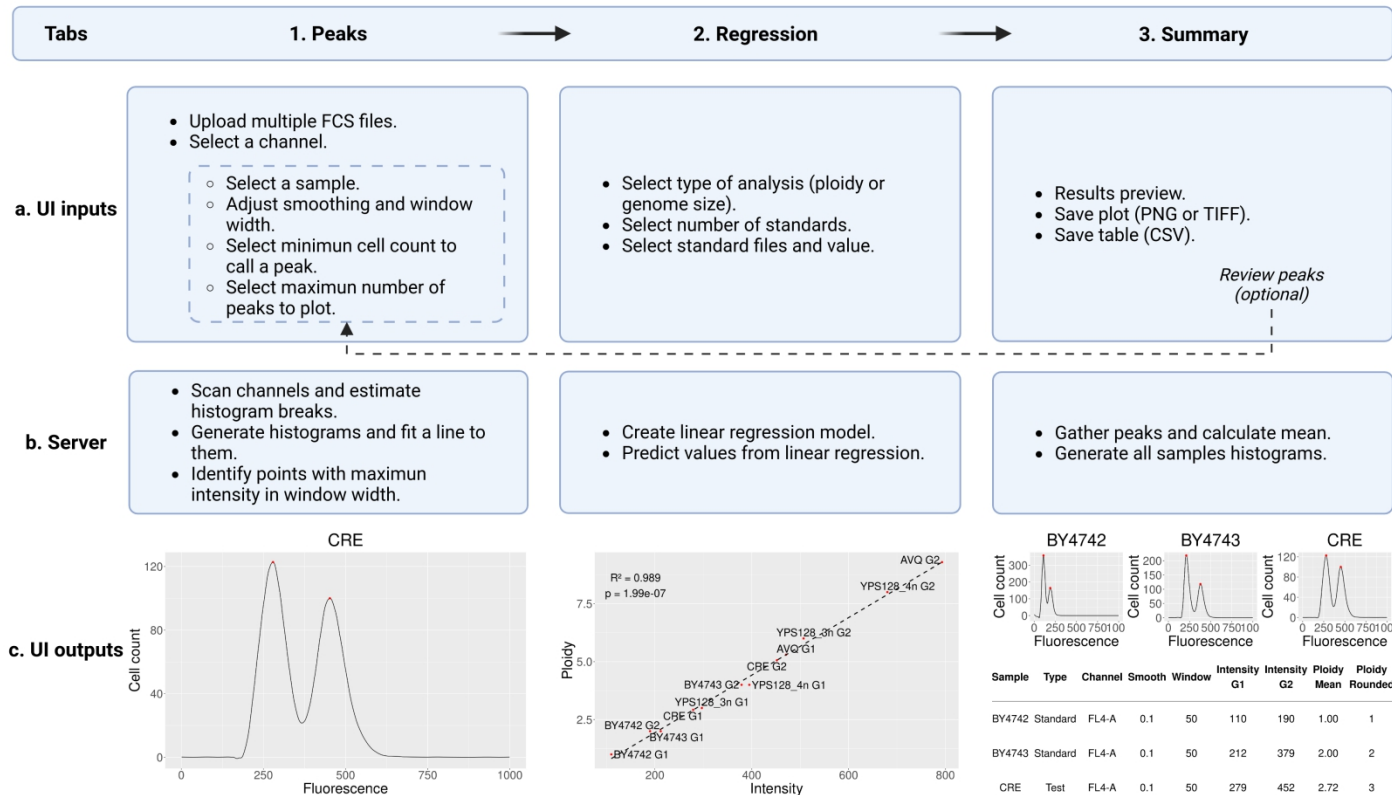 Tabs
1. Peaks
2. Regression
3. Summary
a. UI inputs
• Upload multiple FCS files.
• Select a channel.
○ Select a sample.
○ Adjust smoothing and window
width.
○ Select minimun cell count to
call a peak.
○ Select maximun number of
peaks to plot.
• Select type of analysis (ploidy or
genome size).
• Select number of standards.
• Select standard files and value.
• Results preview.
• Save plot (PNG or TIFF).
• Save table (CSV).
Review peaks
(optional)
b. Server
• Scan channels and estimate
histogram breaks.
• Generate histograms and fit a line to
them.
• Identify points with maximun
intensity in window width.
• Create linear regression model.
• Predict values from linear regression.
• Gather peaks and calculate mean.
• Generate all samples histograms.
c. UI outputs
CRE
Cell count
120
80
40
0
0 250 500 750 1000
Fluorescence
R² = 0.989
p = 1.99e-07
AVQ G2
YPS128_4n G2
YPS128_3n G2
AVQ G1
CRE G2
BY4743 G2
YPS128_4n G1
YPS128_3n G1
CRE G1
BY4742 G2
BY4743 G1
BY4742 G1
Ploidy
7.5
5.0
2.5
200 400 600 800
Intensity
BY4742
Cell count
300
200
100
0
0 250 500 750 100
Fluorescence
BY4743
Cell count
200
150
100
50
0
0 250 500 750 100
Fluorescence
CRE
Cell count
120
80
40
0
0 250 500 750 100
Fluorescence
Sample Type Channel Smooth Window Intensity G1 Intensity G2 Ploidy Mean Ploidy Rounded
BY4742 Standard FL4-A 0.1 50 110 190 1.00 1
BY4743 Standard FL4-A 0.1 50 212 379 2.00 2
CRE Test FL4-A 0.1 50 279 452 2.72 3